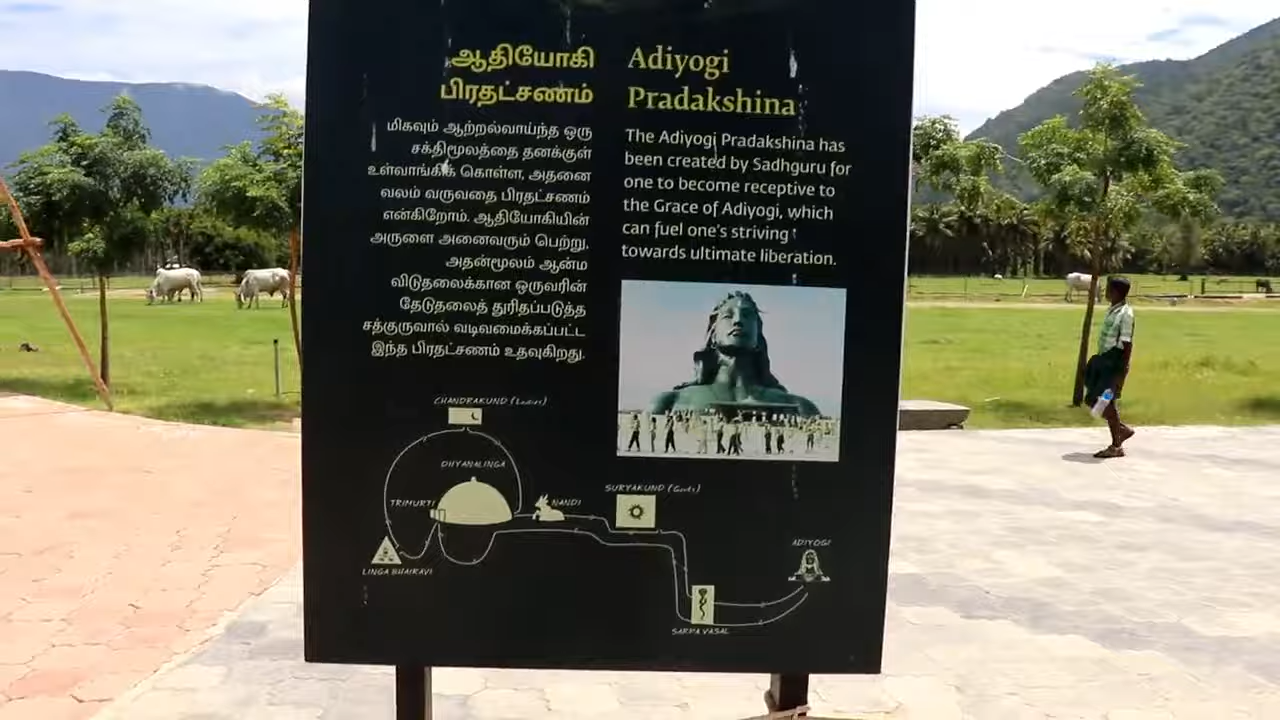 ஆதியோகி
பிரதட்சணம்
மிகவும் ஆற்றல்வாய்ந்த ஒரு
சக்திமூலத்தை தனக்குள்
உள்வாங்கிக் கொள்ள, அதனை
வலம் வருவதை பிரதட்சணம்
என்கிறோம். ஆதியோகியின்
அருளை அனைவரும் பெற்று,
அதன்மூலம் ஆன்ம
விடுதலைக்கான ஒருவரின்
தேடுதலைத் துரிதப்படுத்த
சத்குருவால் வடிவமைக்கப்பட்ட
இந்த பிரதட்சணம் உதவுகிறது.
Adiyogi
Pradakshina
The Adiyogi Pradakshina has
been created by Sadhguru for
one to become receptive to
the Grace of Adiyogi, which
can fuel one's striving
towards ultimate liberation.
CHANDRAKUND (Ladies)
DHYANALINGA
TRIMURTI
NANDI
SURYAKUND (Gents)
LINGA BHAIRAVI
ADIYOGI
SARPA VASAL